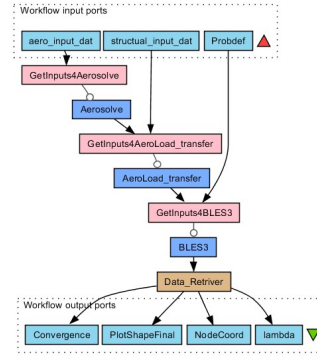 Workflow input ports
aero_input_dat structual_input_dat Probdef
GetInputs4Aerosolve
Aerosolve
GetInputs4AeroLoad_transfer
AeroLoad_transfer
GetInputs4BLES3
BLES3
Data_Retriver
Workflow output ports
Convergence PlotShapeFinal NodeCoord lambda